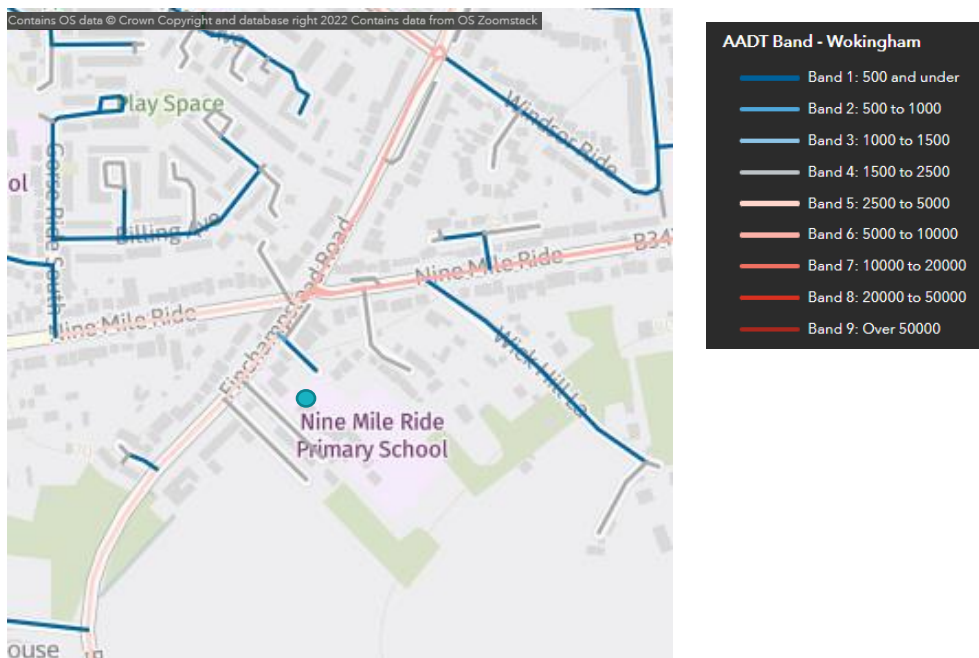 Contains OS data © Crown Copyright and database right 2022 Contains data from OS Zoomstack
Play Space
Windsor Ride
ol
Gorse Ride South
Billing Ave
Finchampstead Road
Nine Mile Ride
B34
Nine Mile Ride
Wick Hill La
Nine Mile Ride
Primary School
ouse
AADT Band - Wokingham
Band 1: 500 and under
Band 2: 500 to 1000
Band 3: 1000 to 1500
Band 4: 1500 to 2500
Band 5: 2500 to 5000
Band 6: 5000 to 10000
Band 7: 10000 to 20000
Band 8: 20000 to 50000
Band 9: Over 50000